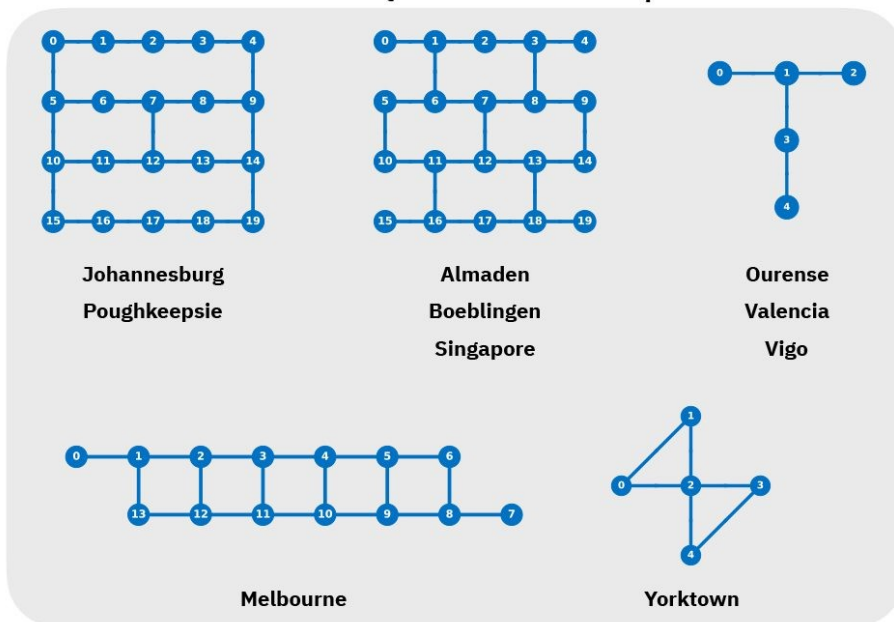 0 1 2 3 4
5 6 7 8 9
10 11 12 13 14
15 16 17 18 19
Johannesburg
Poughkeepsie
0 1 2 3 4
5 6 7 8 9
10 11 12 13 14
15 16 17 18 19
Almaden
Boeblingen
Singapore
0 1 2
3
4
Ourense
Valencia
Vigo
0 1 2 3 4 5 6
13 12 11 10 9 8 7
Melbourne
1
0 2 3
4
Yorktown